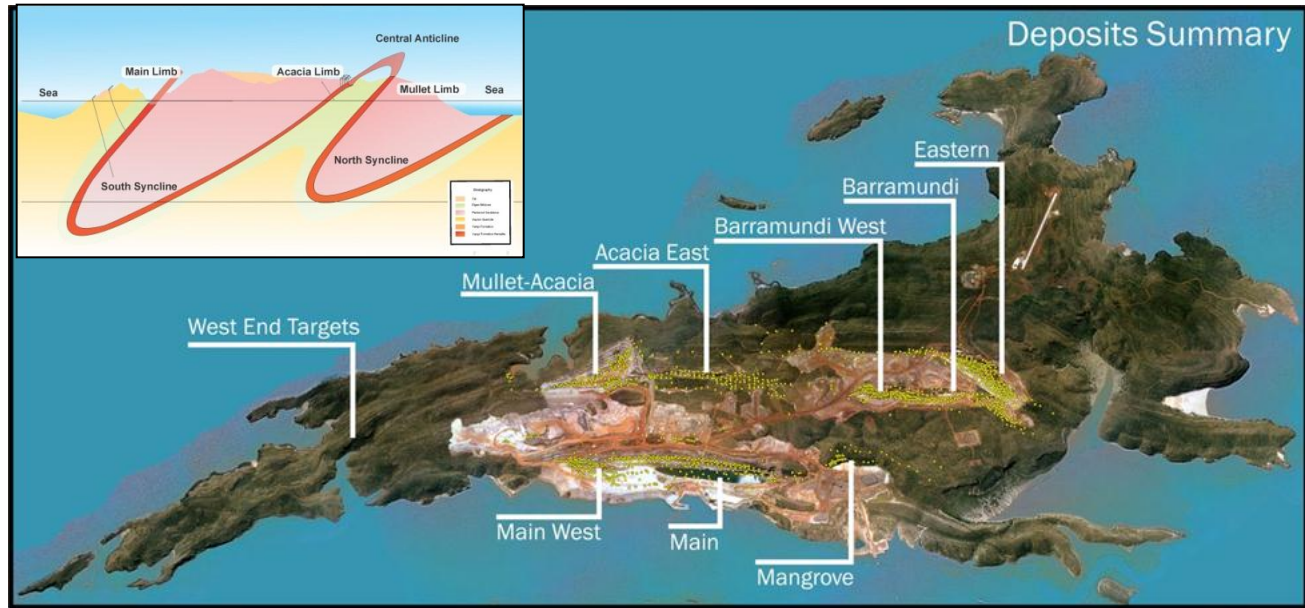 Deposits Summary
Central Anticline
Main Limb
Acacia Limb
Sea
Mullet Limb
Sea
North Syncline
South Syncline
Eastern
Barramundi
Barramundi West
Acacia East
Mullet-Acacia
West End Targets
Main West
Main
Mangrove